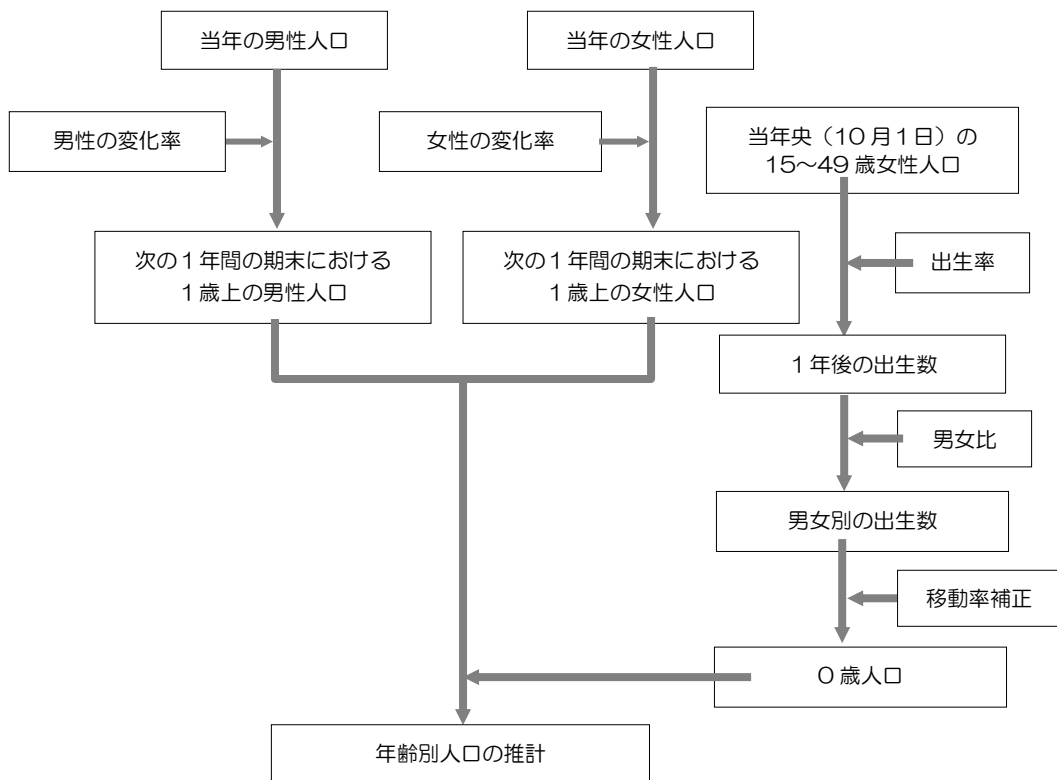 当年の男性人口
当年の女性人口
男性の変化率
女性の変化率
当年央（10月1日）の
15～49歳女性人口
次の1年間の期末における
1歳上の男性人口
次の1年間の期末における
1歳上の女性人口
出生率
1年後の出生数
男女比
男女別の出生数
移動率補正
0歳人口
年齢別人口の推計